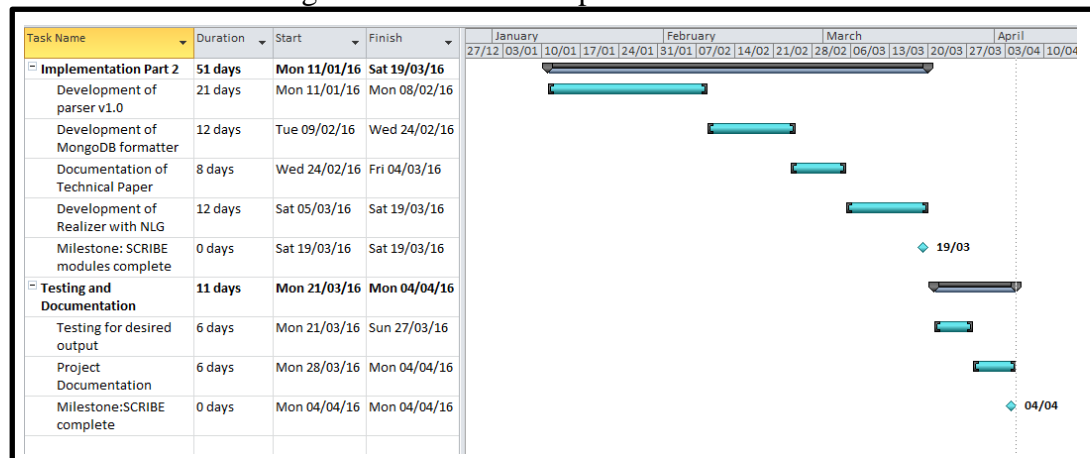 Task Name Duration Start Finish January February March April
27/12 03/01 10/01 17/01 24/01 31/01 07/02 14/02 21/02 28/02 06/03 13/03 20/03 27/03 03/04 10/04
Implementation Part 2 51 days Mon 11/01/16 Sat 19/03/16
Development of 21 days Mon 11/01/16 Mon 08/02/16
parser v1.0
Development of 12 days Tue 09/02/16 Wed 24/02/16
MongoDB formatter
Documentation of 8 days Wed 24/02/16 Fri 04/03/16
Technical Paper
Development of 12 days Sat 05/03/16 Sat 19/03/16
Realizer with NLG
Milestone: SCRIBE 0 days Sat 19/03/16 Sat 19/03/16 19/03
modules complete
Testing and 11 days Mon 21/03/16 Mon 04/04/16
Documentation
Testing for desired 6 days Mon 21/03/16 Sun 27/03/16
output
Project 6 days Mon 28/03/16 Mon 04/04/16
Documentation
Milestone:SCRIBE 0 days Mon 04/04/16 Mon 04/04/16 04/04
complete